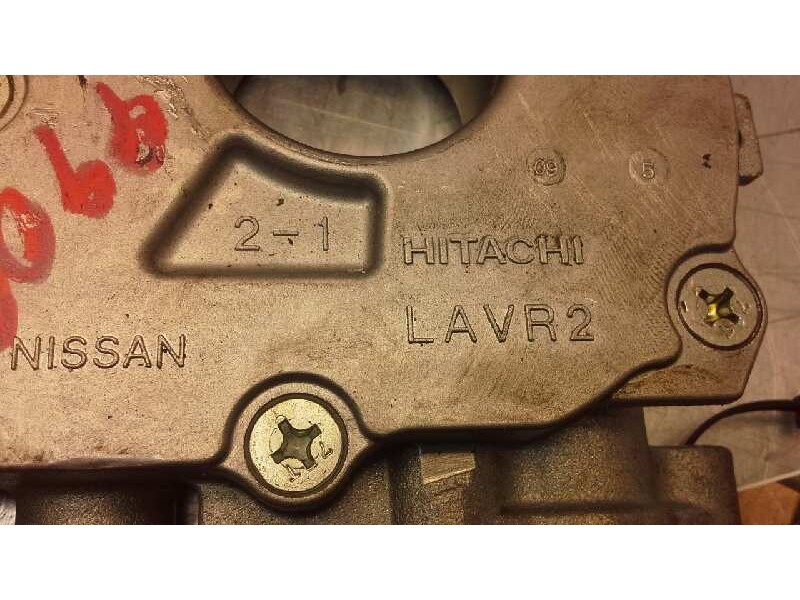 2-1
HITACHI
LAVR2
NISSAN